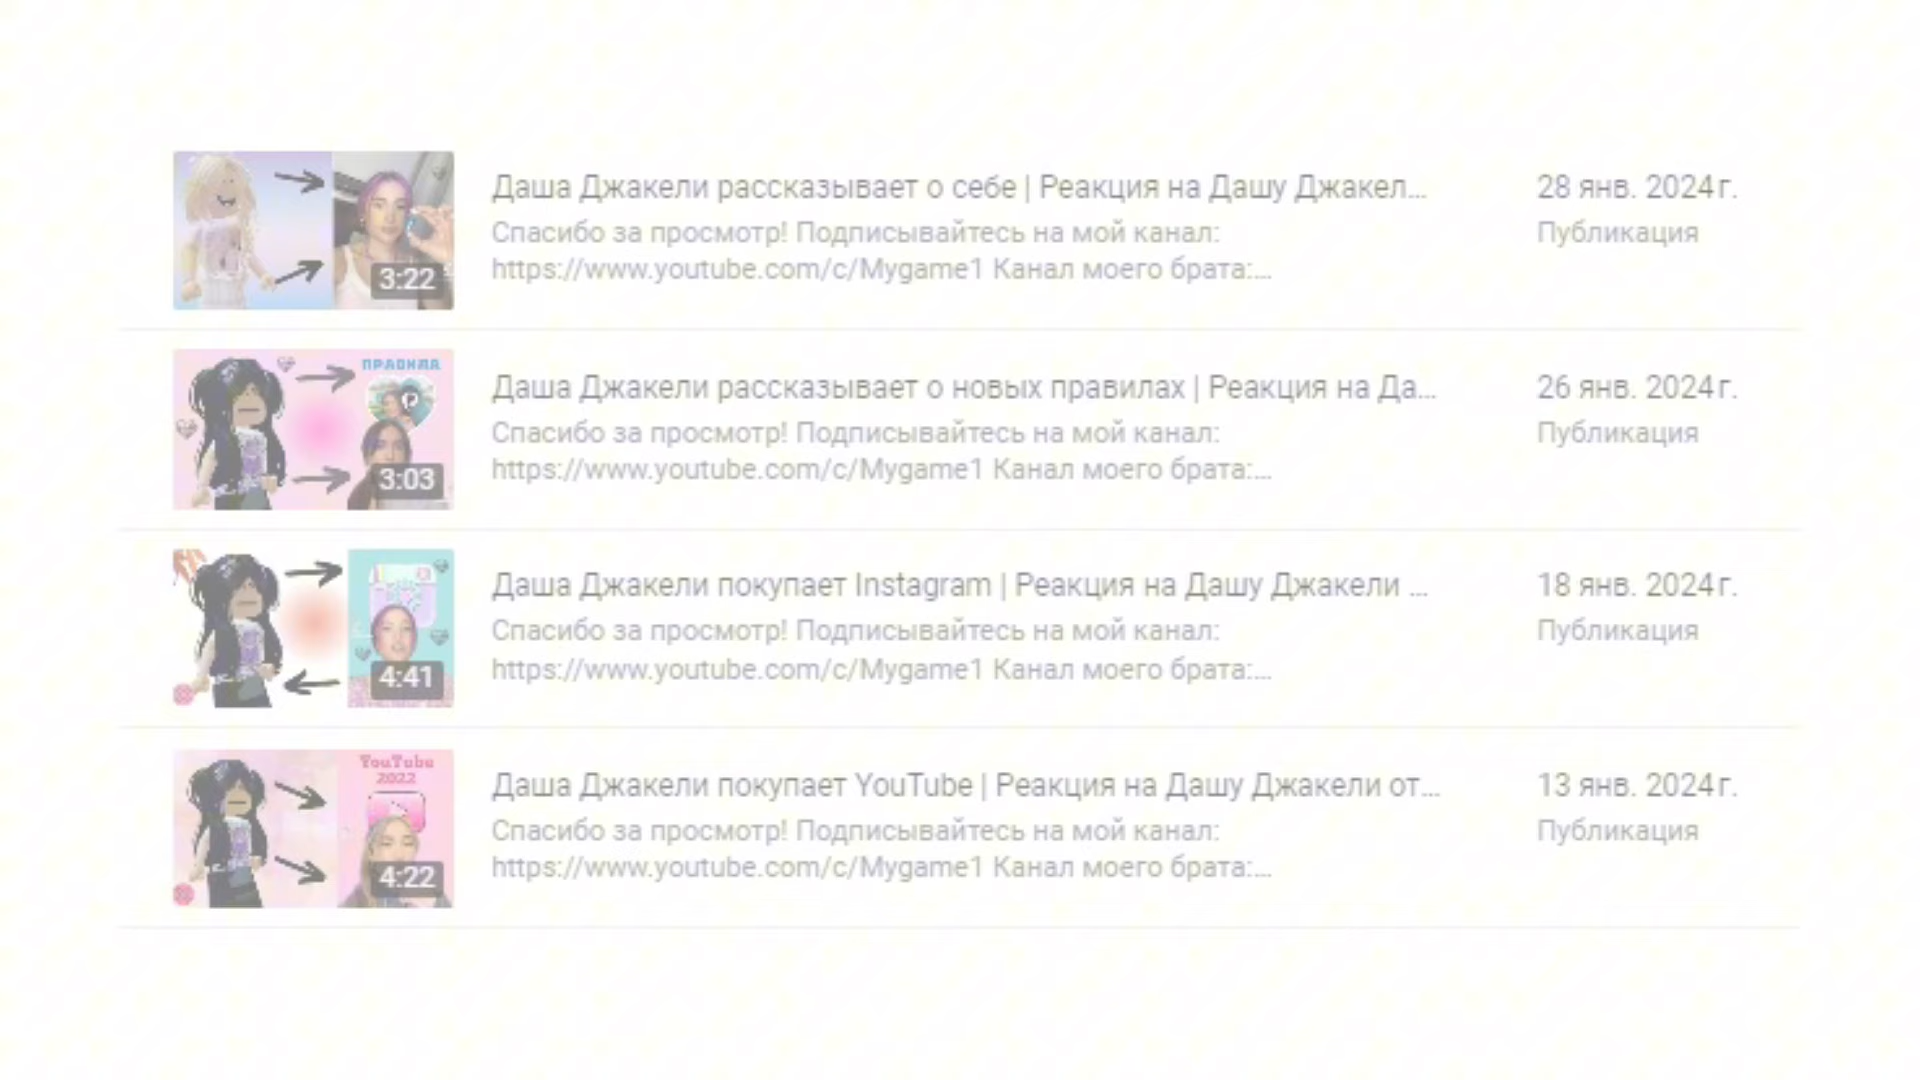 3:22
Даша Джакели рассказывает о себе | Реакция на Дашу Джакел...
28 янв. 2024 г.
Спасибо за просмотр! Подписывайтесь на мой канал:
Публикация
https://www.youtube.com/c/Mygame1 Канал моего брата:...
ПРАВИЛА
3:03
Даша Джакели рассказывает о новых правилах | Реакция на Да...
26 янв. 2024 г.
Спасибо за просмотр! Подписывайтесь на мой канал:
Публикация
https://www.youtube.com/c/Mygame1 Канал моего брата:...
4:41
Даша Джакели покупает Instagram | Реакция на Дашу Джакели ...
18 янв. 2024 г.
Спасибо за просмотр! Подписывайтесь на мой канал:
Публикация
https://www.youtube.com/c/Mygame1 Канал моего брата:...
YouTube
2022
4:22
Даша Джакели покупает YouTube | Реакция на Дашу Джакели от...
13 янв. 2024 г.
Спасибо за просмотр! Подписывайтесь на мой канал:
Публикация
https://www.youtube.com/c/Mygame1 Канал моего брата:...